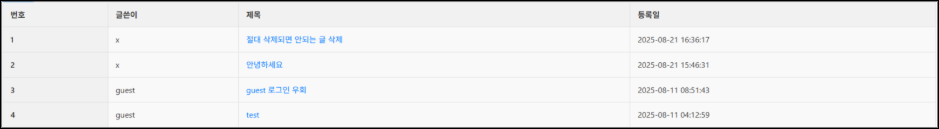 번호 글쓴이 제목 등록일
1 x 절대 삭제되면 안되는 글 삭제 2025-08-21 16:36:17
2 x 안녕하세요 2025-08-21 15:46:31
3 guest guest 로그인 우회 2025-08-11 08:51:43
4 guest test 2025-08-11 04:12:59